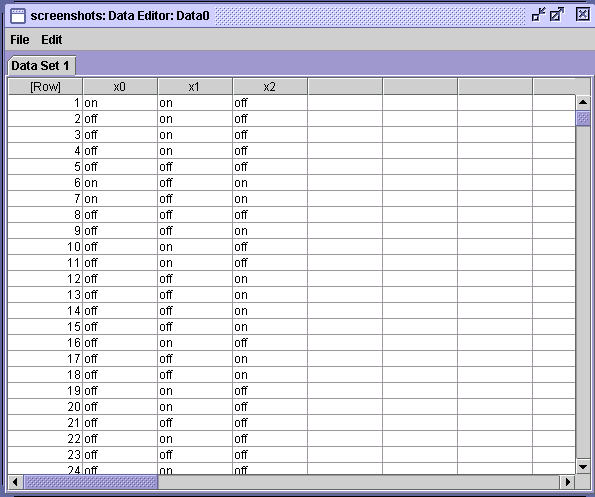 screenshots: Data Editor: Data0
File Edit
Data Set 1
[Row] x0 x1 x2
1 on on off
2 off on off
3 off on on
4 off on off
5 off off off
6 on off on
7 on off on
8 off off off
9 off off off
10 off on off
11 off on on
12 off off on
13 off off on
14 off off on
15 off off on
16 off on off
17 off off on
18 off on on
19 off on off
20 off on off
21 off off off
22 off on off
23 off off off
24 off on off